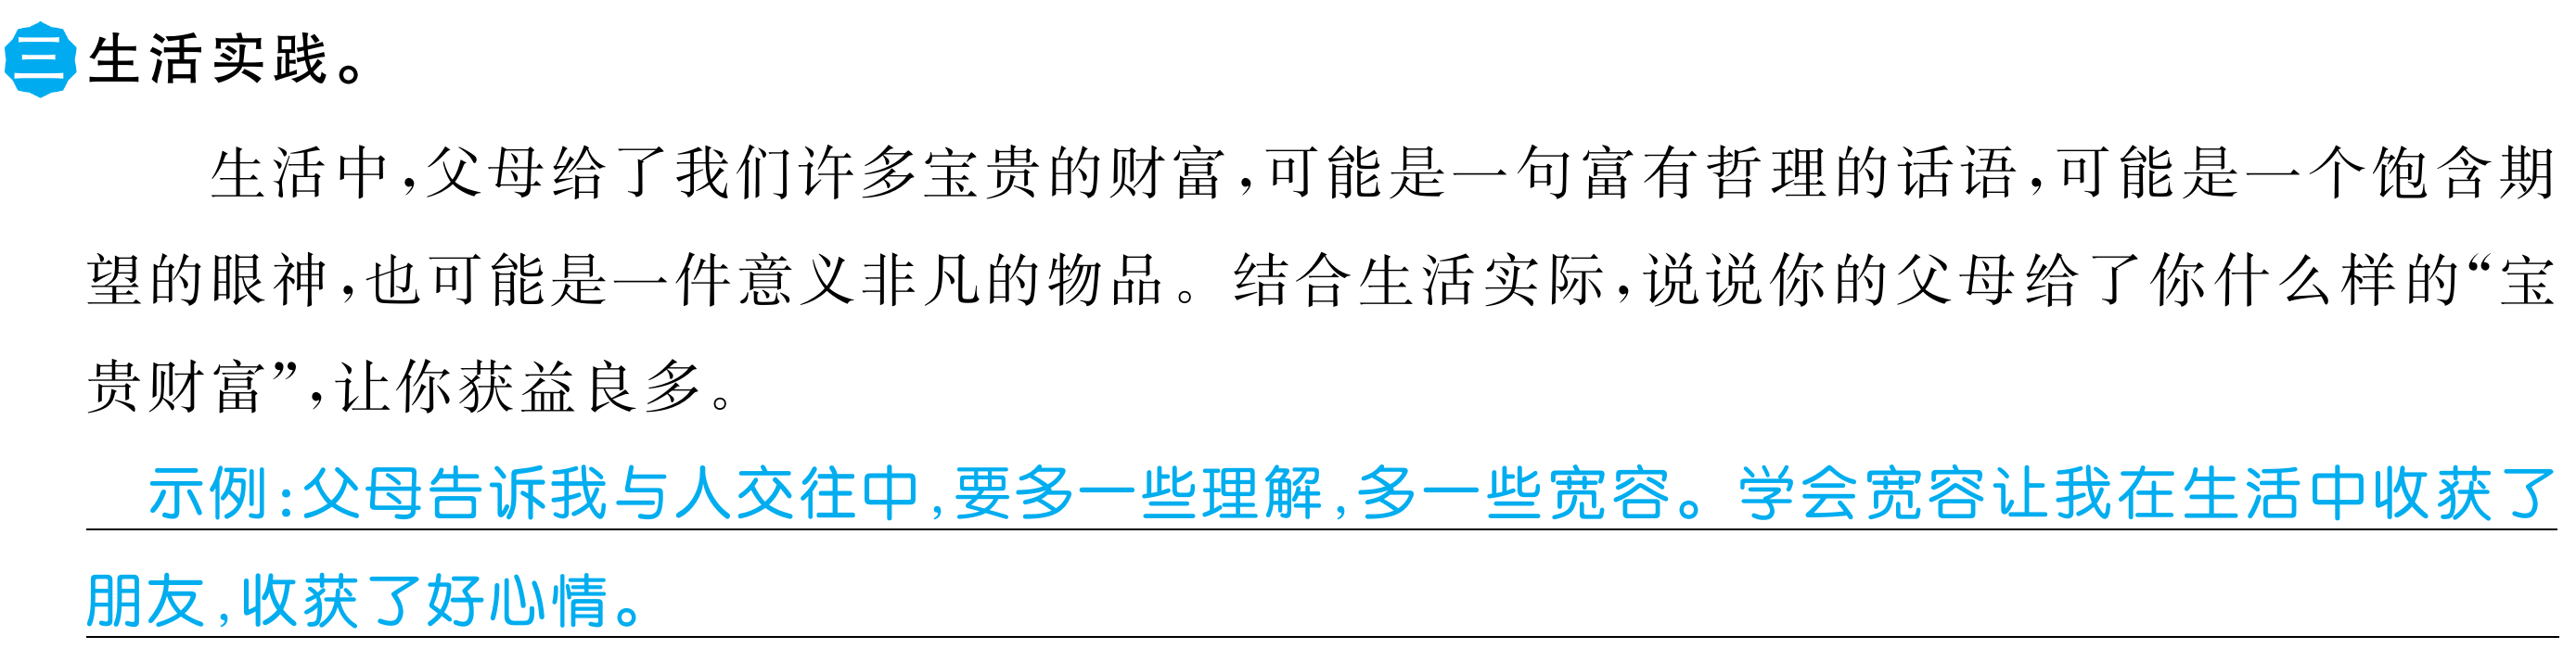 三 生活实践。
生活中,父母给了我们许多宝贵的财富,可能是一句富有哲理的话语,可能是一个饱含期
望的眼神,也可能是一件意义非凡的物品。结合生活实际,说说你的父母给了你什么样的“宝
贵财富”,让你获益良多。
示例:父母告诉我与人交往中,要多一些理解,多一些宽容。学会宽容让我在生活中收获了
朋友,收获了好心情。